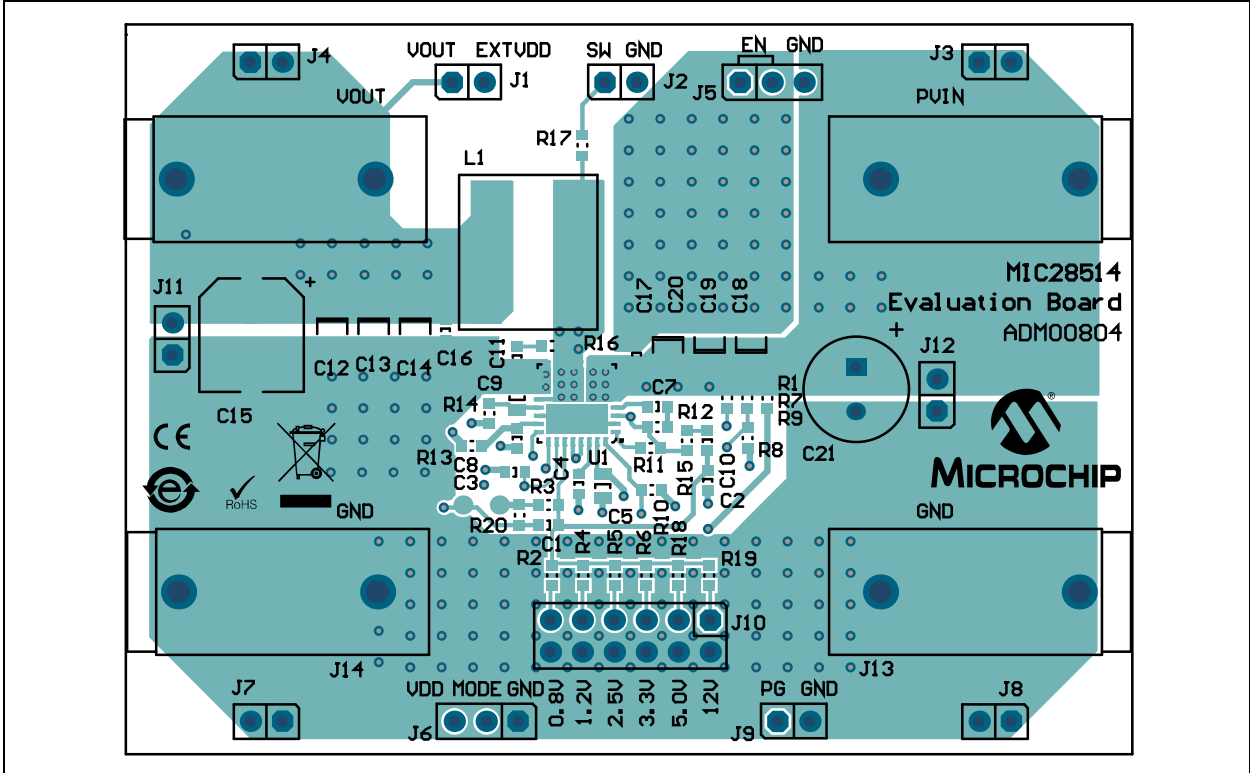 J4
VOUT EXTVDD
J1
SW GND
J2
EN GND
J5
J3
VOUT
PVIN
R17
L1
J11
+
C17
C20
C19
C18
MIC28514
Evaluation Board
ADM00804
+
J12
C12
C13
C14
C16
C11
R16
C15
R14
C9
C7
R12
R1
R7
R9
R13
C8
C3
R3
C4
U1
R11
R15
C10
R8
C21
®
MICROCHIP
CE
e
RoHS
GND
R20
C1
C5
R10
C2
GND
R2
R4
R5
R6
R18
R19
J10
J14
J13
J7
VDD MODE GND
J6
0.8V
1.2V
2.5V
3.3V
5.0V
12V
PG GND
J9
J8